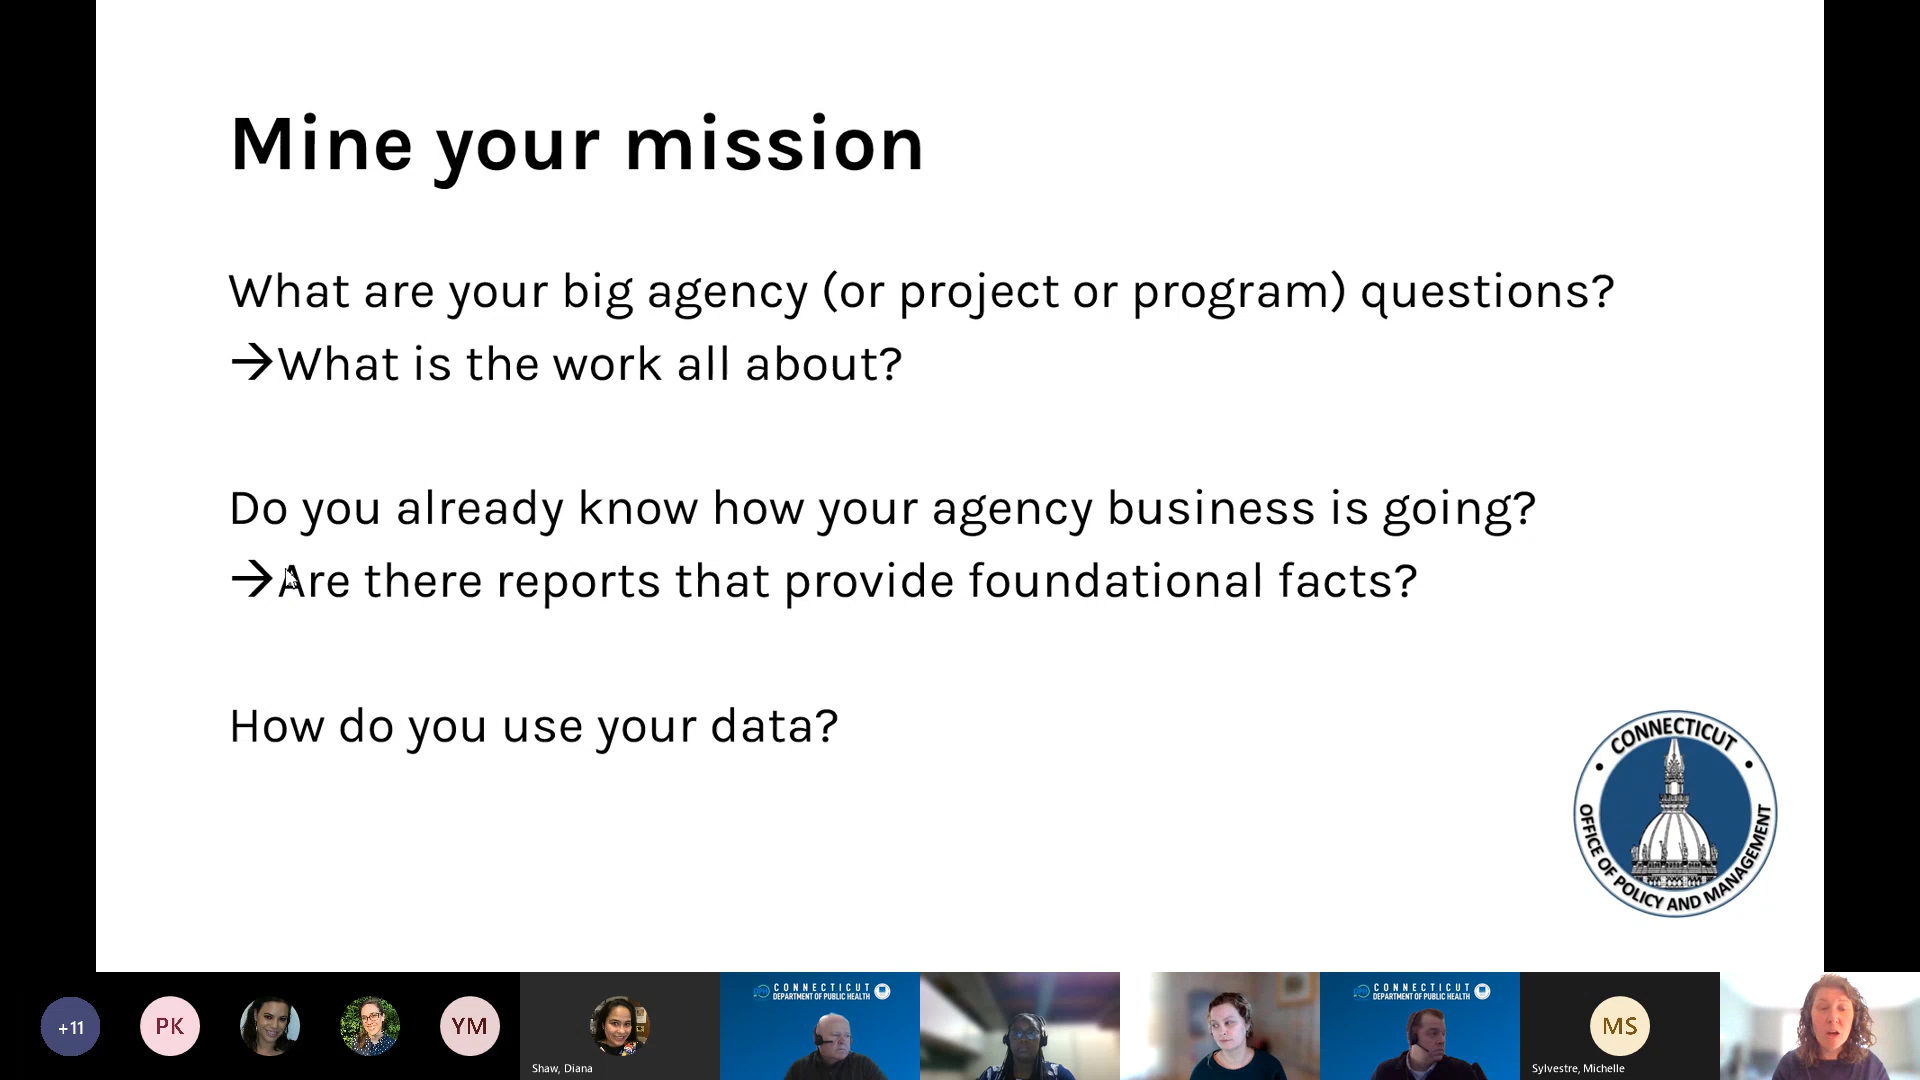 Mine your mission
What are your big agency (or project or program) questions?
→What is the work all about?
Do you already know how your agency business is going?
→Are there reports that provide foundational facts?
How do you use your data?
• CONNECTICUT •
OFFICE OF POLICY AND MANAGEMENT
+11
PK
YM
Shaw, Diana
CONNECTICUT
DEPARTMENT OF PUBLIC HEALTH
CONNECTICUT
DEPARTMENT OF PUBLIC HEALTH
MS
Sylvestre, Michelle